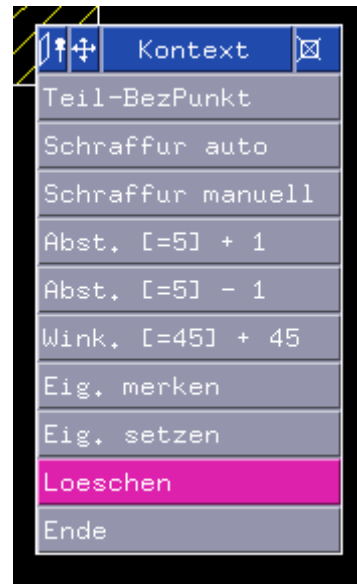 Kontext
Teil-BezPunkt
Schraffur auto
Schraffur manuell
Abst. [=5] + 1
Abst. [=5] - 1
Wink. [=45] + 45
Eig. merken
Eig. setzen
Loeschen
Ende